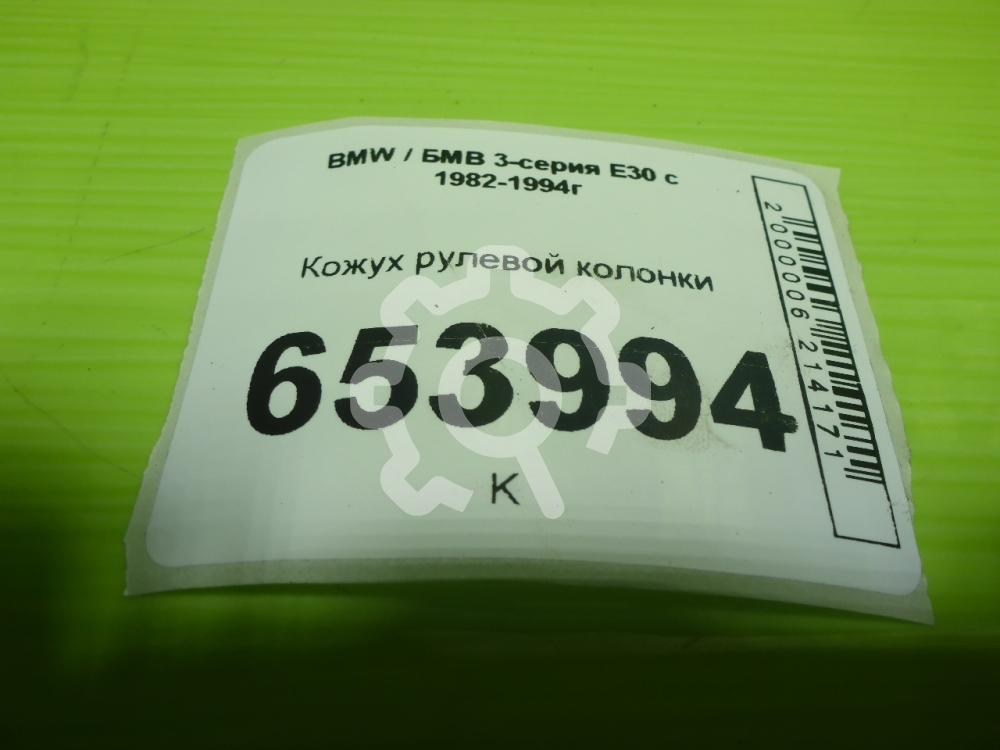 BMW / БМВ 3-серия E30 с
1982-1994г
Кожух рулевой колонки
653994
К
2000006214171